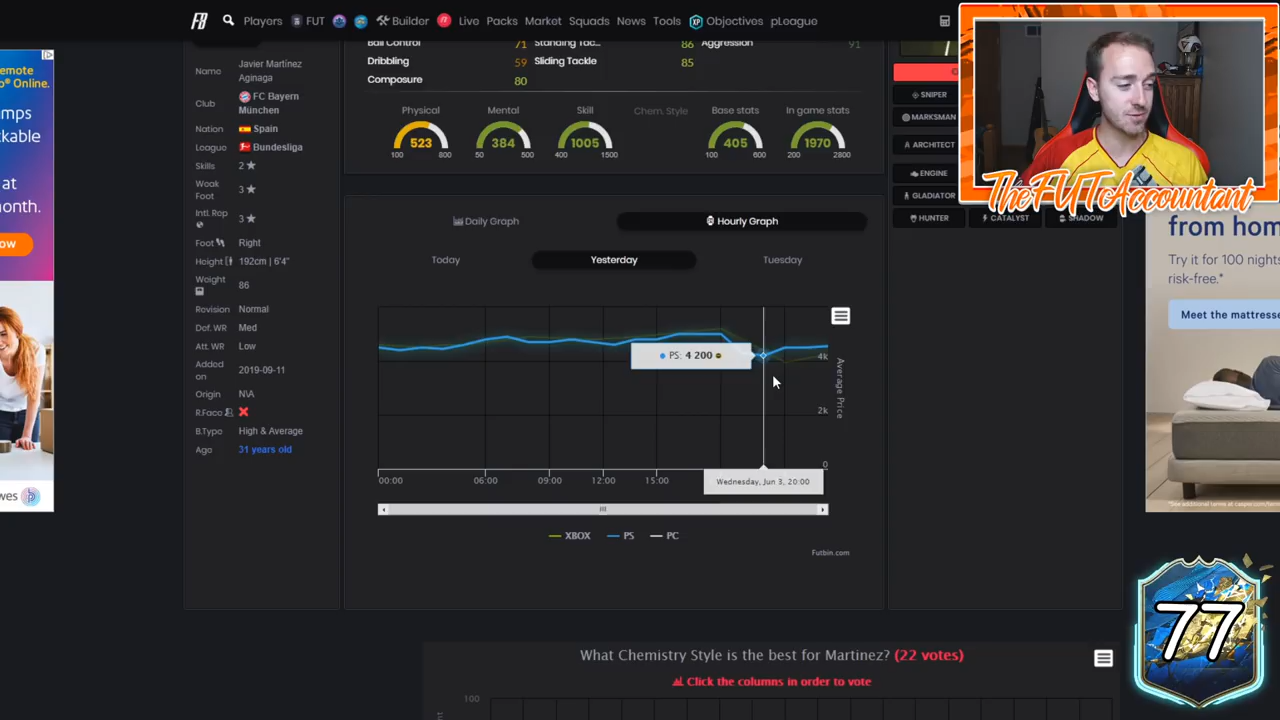 FB Players FUT Builder Live Packs Market Squads News Tools XP Objectives pLeague
emote
o® Online.
mps
ckable
at
nonth.
OW
wes
Name Javier Martínez Aginaga
Club FC Bayern München
Nation Spain
League Bundesliga
Skills 2
Weak Foot 3
Intl. Rep 3
Foot Right
Height 192cm | 6'4"
Weight 86
Revision Normal
Def. WR Med
Att. WR Low
Added on 2019-09-11
Origin N\A
R.Face
B.Type High & Average
Age 31 years old
Ball Control 71 Standing Tac... 86 Aggression 91
Dribbling 59 Sliding Tackle 85
Composure 80
Physical Mental Skill Chem. Style Base stats In game stats
523 384 1005 405 1970
100 800 50 500 400 1500 100 600 200 2800
Daily Graph Hourly Graph
Today Yesterday Tuesday
PS: 4 200
4k
2k
0
Average Price
00:00 06:00 09:00 12:00 15:00
Wednesday, Jun 3, 20:00
XBOX PS PC
Futbin.com
SNIPER
MARKSMAN
ARCHITECT
ENGINE
GLADIATOR
HUNTER CATALYST SHADOW
TheFUTAccountant
from hom
Try it for 100 nights
risk-free.*
Meet the mattresse
What Chemistry Style is the best for Martinez? (22 votes)
Click the columns in order to vote
100
77